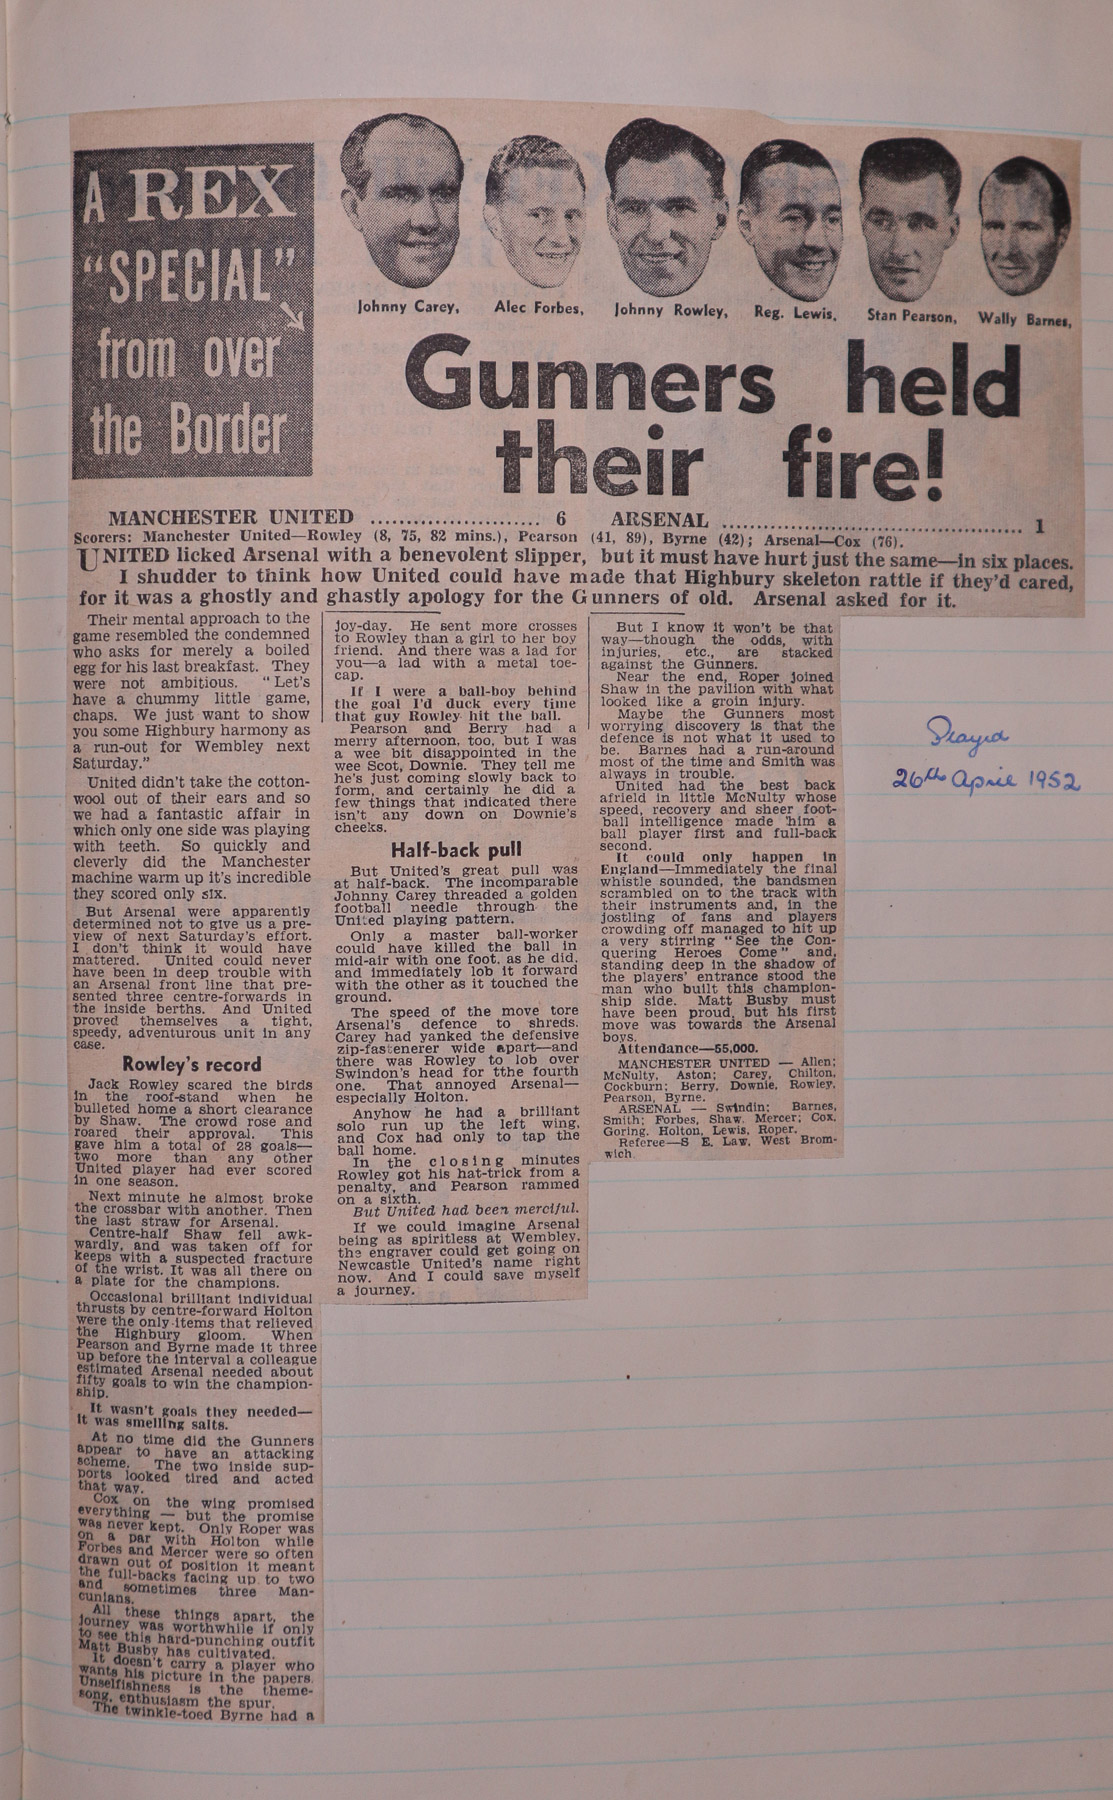 A REX
"SPECIAL"
from over
the Border
Johnny Carey,
Alec Forbes,
Johnny Rowley,
Reg. Lewis,
Stan Pearson,
Wally Barnes,
Gunners held
their fire!
MANCHESTER UNITED ........................ 6 ARSENAL ........................................... 1
Scorers: Manchester United—Rowley (8, 75, 82 mins.), Pearson (41, 89), Byrne (42); Arsenal—Cox (76).
UNITED licked Arsenal with a benevolent slipper, but it must have hurt just the same—in six places.
I shudder to think how United could have made that Highbury skeleton rattle if they'd cared,
for it was a ghostly and ghastly apology for the Gunners of old. Arsenal asked for it.
Their mental approach to the
game resembled the condemned
who asks for merely a boiled
egg for his last breakfast. They
were not ambitious. "Let's
have a chummy little game,
chaps. We just want to show
you some Highbury harmony as
a run-out for Wembley next
Saturday."
United didn't take the cotton-
wool out of their ears and so
we had a fantastic affair in
which only one side was playing
with teeth. So quickly and
cleverly did the Manchester
machine warm up it's incredible
they scored only six.
But Arsenal were apparently
determined not to give us a pre-
view of next Saturday's effort.
I don't think it would have
mattered. United could never
have been in deep trouble with
an Arsenal front line that pre-
sented three centre-forwards in
the inside berths. And United
proved themselves a tight,
speedy, adventurous unit in any
case.
Rowley's record
Jack Rowley scared the birds
in the roof-stand when he
bulleted home a short clearance
by Shaw. The crowd rose and
roared their approval. This
gave him a total of 28 goals—
two more than any other
United player had ever scored
in one season.
Next minute he almost broke
the crossbar with another. Then
the last straw for Arsenal.
Centre-half Shaw fell awk-
wardly, and was taken off for
keeps with a suspected fracture
of the wrist. It was all there on
a plate for the champions.
Occasional brilliant individual
thrusts by centre-forward Holton
were the only items that relieved
the Highbury gloom. When
Pearson and Byrne made it three
up before the interval a colleague
estimated Arsenal needed about
fifty goals to win the champion-
ship.
It wasn't goals they needed—
it was smelling salts.
At no time did the Gunners
appear to have an attacking
scheme. The two inside sup-
ports looked tired and acted
that way.
Cox on the wing promised
everything — but the promise
was never kept. Only Roper was
on a par with Holton while
Forbes and Mercer were so often
drawn out of position it meant
the full-backs facing up to two
and sometimes three Man-
cunians.
All these things apart, the
journey was worthwhile if only
to see this hard-punching outfit
Matt Busby has cultivated.
It doesn't carry a player who
wants his picture in the papers.
Unselfishness is the theme-
song, enthusiasm the spur.
The twinkle-toed Byrne had a
joy-day. He sent more crosses
to Rowley than a girl to her boy
friend. And there was a lad for
you—a lad with a metal toe-
cap.
If I were a ball-boy behind
the goal I'd duck every time
that guy Rowley hit the ball.
Pearson and Berry had a
merry afternoon, too, but I was
a wee bit disappointed in the
wee Scot, Downie. They tell me
he's just coming slowly back to
form, and certainly he did a
few things that indicated there
isn't any down on Downie's
cheeks.
Half-back pull
But United's great pull was
at half-back. The incomparable
Johnny Carey threaded a golden
football needle through the
United playing pattern.
Only a master ball-worker
could have killed the ball in
mid-air with one foot, as he did,
and immediately lob it forward
with the other as it touched the
ground.
The speed of the move tore
Arsenal's defence to shreds.
Carey had yanked the defensive
zip-fastenerer wide apart—and
there was Rowley to lob over
Swindon's head for tthe fourth
one. That annoyed Arsenal—
especially Holton.
Anyhow he had a brilliant
solo run up the left wing,
and Cox had only to tap the
ball home.
In the closing minutes
Rowley got his hat-trick from a
penalty, and Pearson rammed
on a sixth.
But United had been merciful.
If we could imagine Arsenal
being as spiritless at Wembley,
the engraver could get going on
Newcastle United's name right
now. And I could save myself
a journey.
But I know it won't be that
way—though the odds, with
injuries, etc., are stacked
against the Gunners.
Near the end, Roper joined
Shaw in the pavilion with what
looked like a groin injury.
Maybe the Gunners most
worrying discovery is that the
defence is not what it used to
be. Barnes had a run-around
most of the time and Smith was
always in trouble.
United had the best back
afield in little McNulty whose
speed, recovery and sheer foot-
ball intelligence made him a
ball player first and full-back
second.
It could only happen in
England—Immediately the final
whistle sounded, the bandsmen
scrambled on to the track with
their instruments and, in the
jostling of fans and players
crowding off managed to hit up
a very stirring "See the Con-
quering Heroes Come" and,
standing deep in the shadow of
the players' entrance stood the
man who built this champion-
ship side. Matt Busby must
have been proud, but his first
move was towards the Arsenal
boys.
Attendance—55,000.
MANCHESTER UNITED — Allen;
McNulty, Aston; Carey, Chilton,
Cockburn; Berry, Downie, Rowley,
Pearson, Byrne.
ARSENAL — Swindin; Barnes,
Smith; Forbes, Shaw, Mercer; Cox,
Goring, Holton, Lewis, Roper.
Referee—S E. Law, West Brom-
wich.
Played
26th April 1952